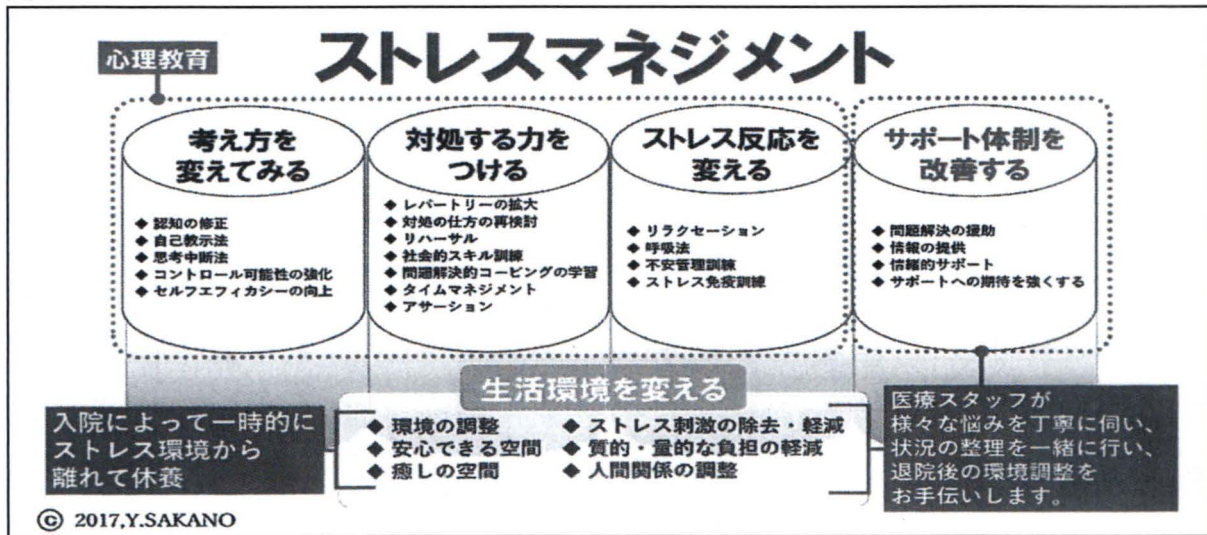 ストレスマネジメント
心理教育
考え方を
変えてみる
◆ 認知の修正
◆ 自己教示法
◆ 思考中断法
◆ コントロール可能性の強化
◆ セルフエフィカシーの向上
対処する力を
つける
◆ レパートリーの拡大
◆ 対処の仕方の再検討
◆ リハーサル
◆ 社会的スキル訓練
◆ 問題解決的コーピングの学習
◆ タイムマネジメント
◆ アサーション
ストレス反応を
変える
◆ リラクセーション
◆ 呼吸法
◆ 不安管理訓練
◆ ストレス免疫訓練
サポート体制を
改善する
◆ 問題解決の援助
◆ 情報の提供
◆ 情緒的サポート
◆ サポートへの期待を強くする
生活環境を変える
◆ 環境の調整
◆ 安心できる空間
◆ 癒しの空間
◆ ストレス刺激の除去・軽減
◆ 質的・量的な負担の軽減
◆ 人間関係の調整
入院によって一時的に
ストレス環境から
離れて休養
医療スタッフが
様々な悩みを丁寧に伺い、
状況の整理を一緒に行い、
退院後の環境調整を
お手伝いします。
© 2017,Y.SAKANO